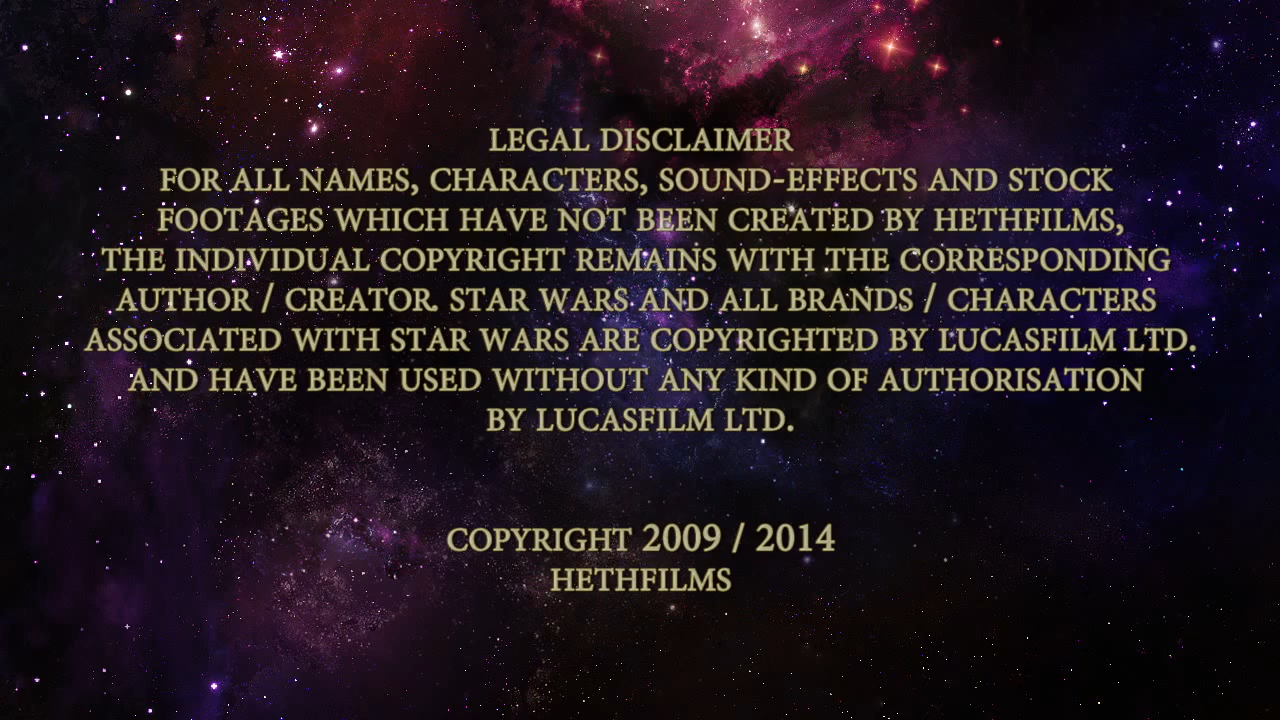 LEGAL DISCLAIMER
FOR ALL NAMES, CHARACTERS, SOUND-EFFECTS AND STOCK
FOOTAGES WHICH HAVE NOT BEEN CREATED BY HETHFILMS,
THE INDIVIDUAL COPYRIGHT REMAINS WITH THE CORRESPONDING
AUTHOR / CREATOR. STAR WARS AND ALL BRANDS / CHARACTERS
ASSOCIATED WITH STAR WARS ARE COPYRIGHTED BY LUCASFILM LTD.
AND HAVE BEEN USED WITHOUT ANY KIND OF AUTHORISATION
BY LUCASFILM LTD.
COPYRIGHT 2009 / 2014
HETHFILMS